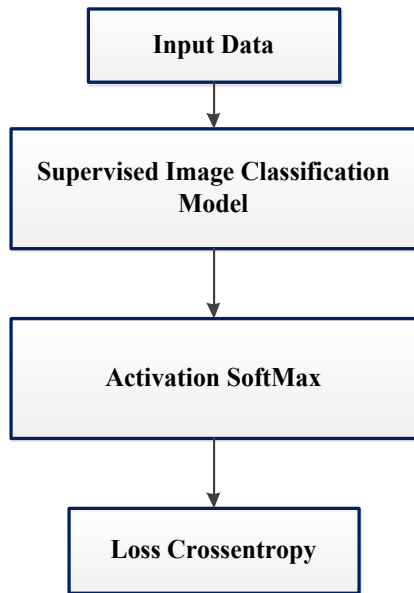 Input Data
Supervised Image Classification
Model
Activation SoftMax
Loss Crossentropy